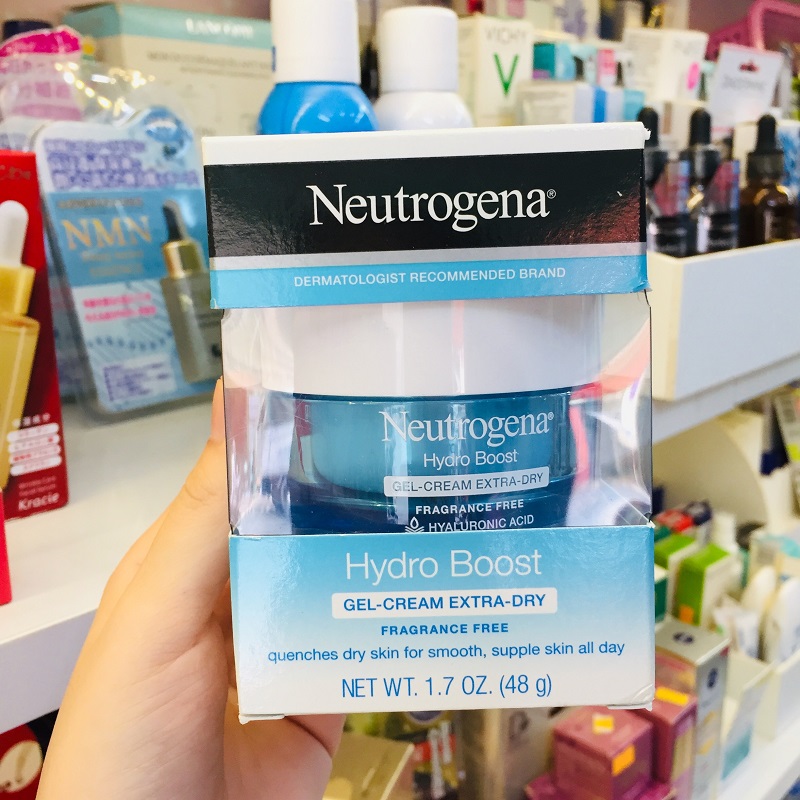 LANCOME
VICHY
V
NMN
Neutrogena®
DERMATOLOGIST RECOMMENDED BRAND
Neutrogena®
Hydro Boost
GEL-CREAM EXTRA-DRY
FRAGRANCE FREE
HYALURONIC ACID
Kracie
Hydro Boost
GEL-CREAM EXTRA-DRY
FRAGRANCE FREE
quenches dry skin for smooth, supple skin all day
NET WT. 1.7 OZ. (48 g)